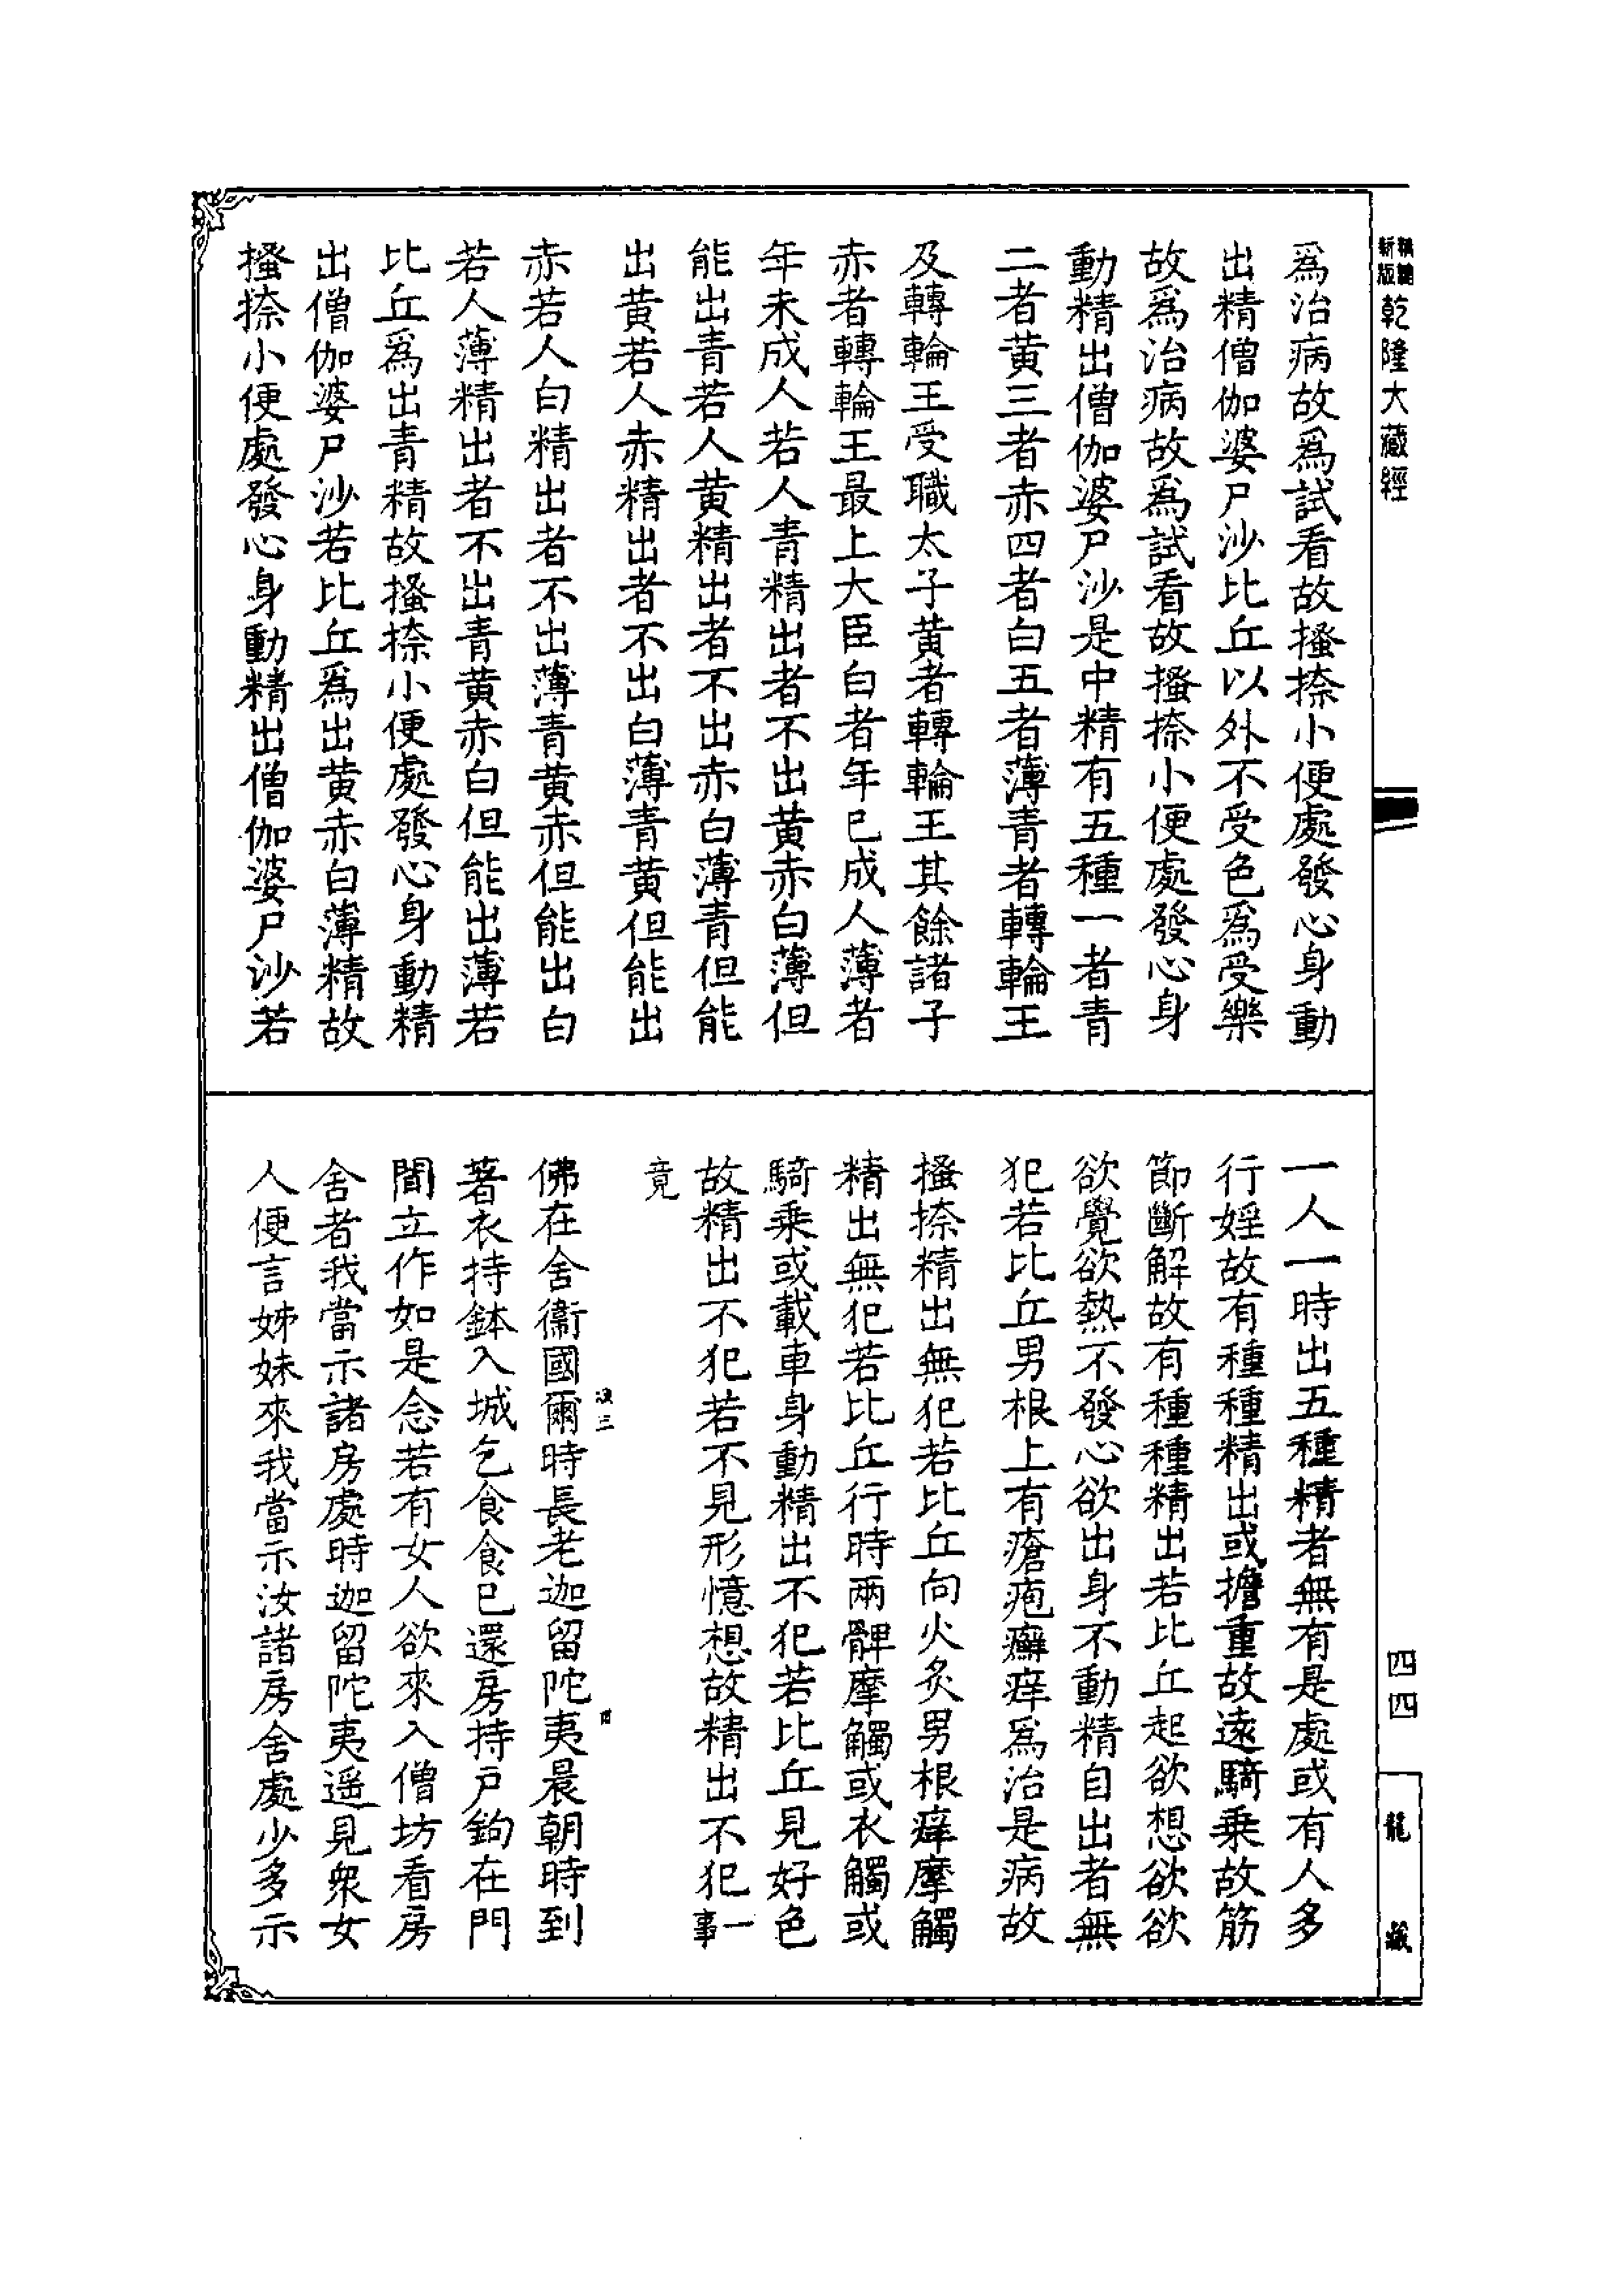 新版精縮乾隆大藏經
為治病故為試看故搔捺小便處發心身動
出精僧伽婆尸沙比丘以外不受色為受樂
故為治病故為試看故搔捺小便處發心身
動精出僧伽婆尸沙是中精有五種一者青
二者黃三者赤四者白五者薄青者轉輪王
及轉輪王受職太子黃者轉輪王其餘諸子
赤者轉輪王最上大臣白者年已成人薄者
年未成人若人青精出者不出黃赤白薄但
能出青若人黃精出者不出赤白薄青但能
出黃若人赤精出者不出白薄青黃但能出
赤若人白精出者不出薄青黃赤但能出白
若人薄精出者不出青黃赤白但能出薄若
比丘為出青精故搔捺小便處發心身動精
出僧伽婆尸沙若比丘為出黃赤白薄精故
搔捺小便處發心身動精出僧伽婆尸沙若
一人一時出五種精者無有是處或有人多
行婬故有種種精出或擔重故遠騎乘故筋
節斷解故有種種精出若比丘起欲想欲欲
欲覺欲熱不發心欲出身不動精自出者無
犯若比丘男根上有瘡疱癬痒為治是病故
搔捺精出無犯若比丘向火炙男根痒摩觸
精出無犯若比丘行時兩髀摩觸或衣觸或
騎乘或載車身動精出不犯若比丘見好色
故精出不犯若不見形憶想故精出不犯一事
竟
佛在舍衞國爾時長老迦留陀夷晨朝時到
著衣持鉢入城乞食食已還房持戶鉤在門
間立作如是念若有女人欲來入僧坊看房
舍者我當示諸房處時迦留陀夷遥見衆女
人便言姊妹來我當示汝諸房舍處少多示
四四
龍藏